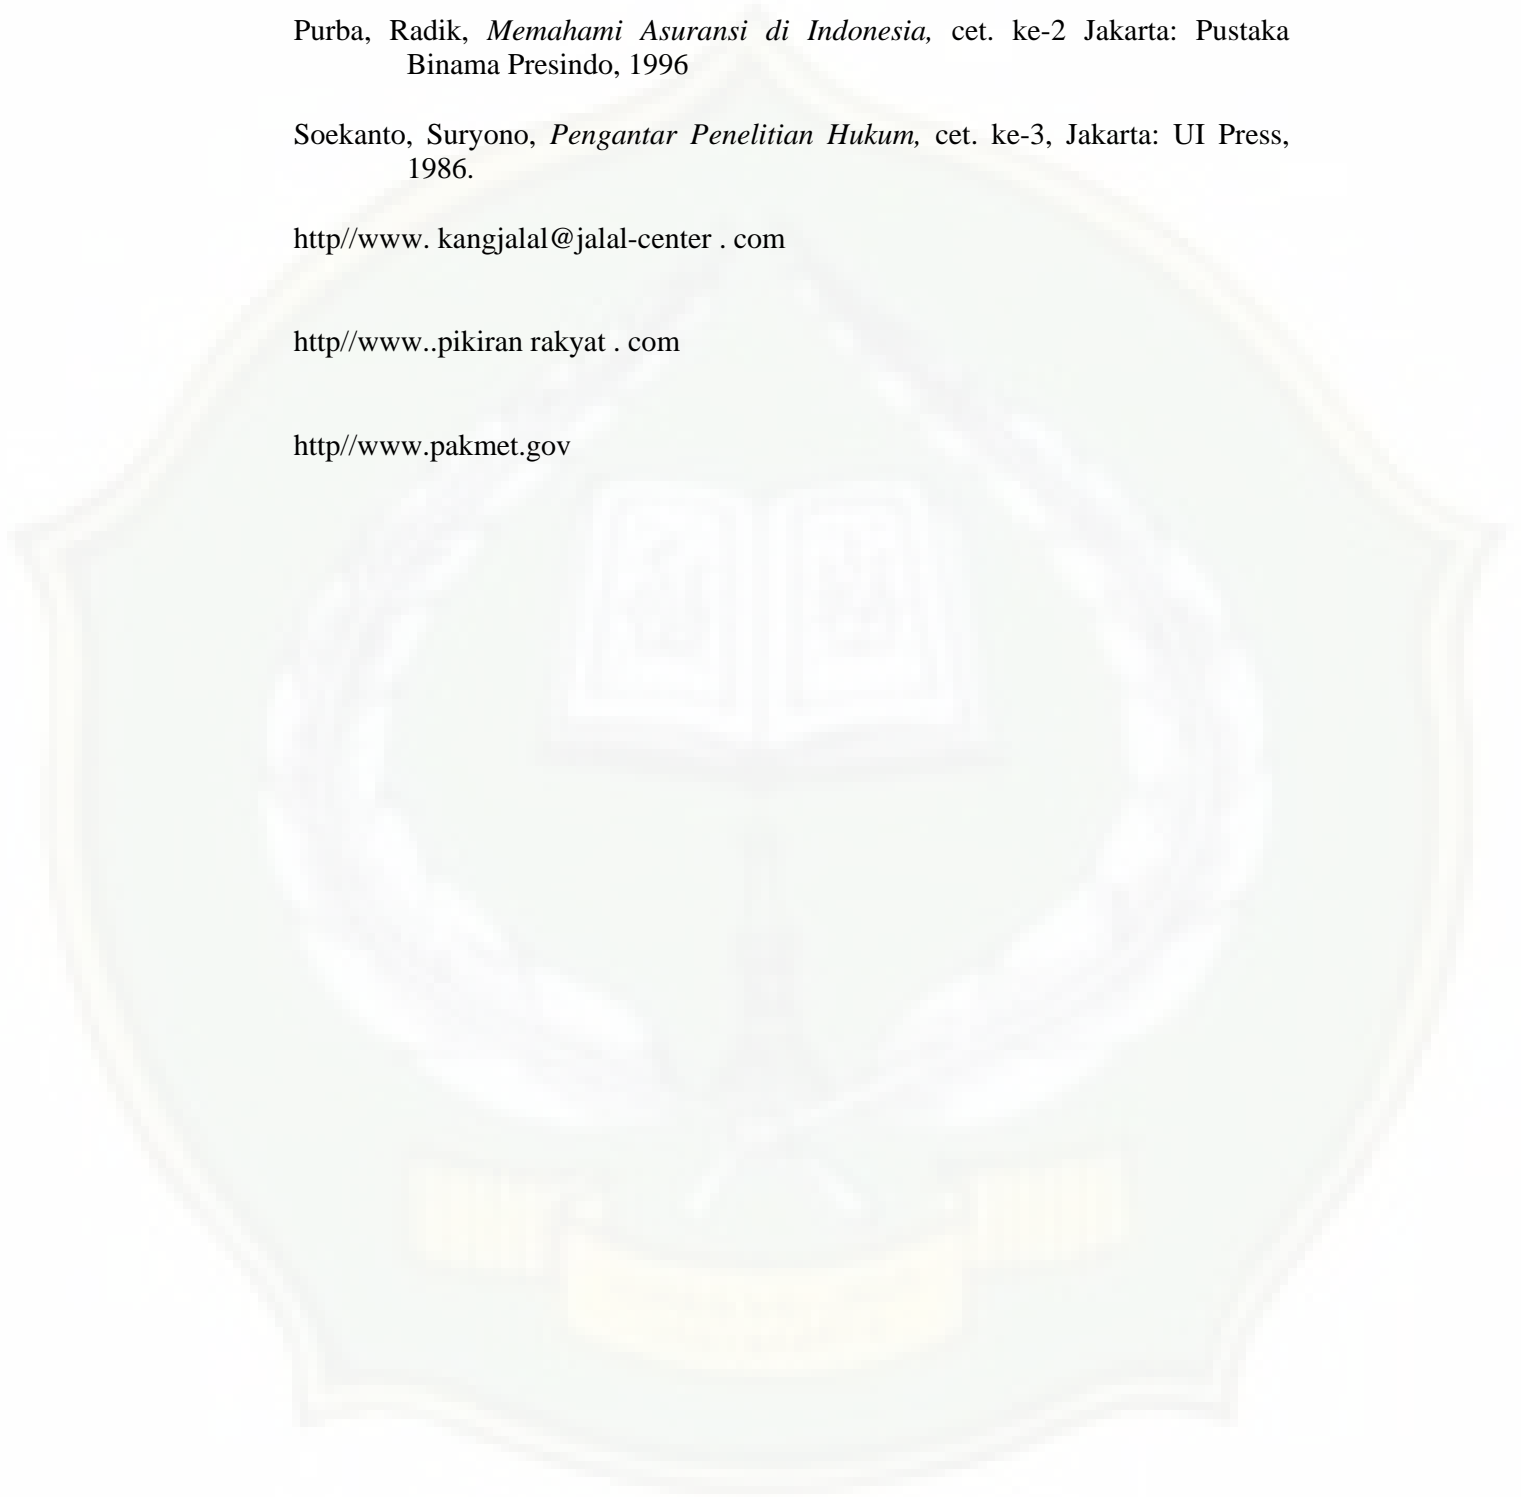 Purba, Radik, Memahami Asuransi di Indonesia, cet. ke-2 Jakarta: Pustaka
Binama Presindo, 1996
Soekanto, Suryono, Pengantar Penelitian Hukum, cet. ke-3, Jakarta: UI Press,
1986.
http//www. kangjalal@jalal-center . com
http//www..pikiran rakyat . com
http//www.pakmet.gov